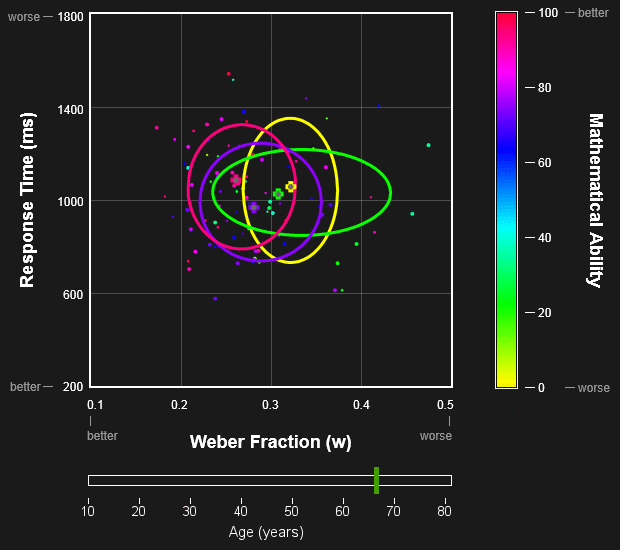 worse
1800
1400
1000
600
200
better
Response Time (ms)
0.1 0.2 0.3 0.4 0.5
better
worse
Weber Fraction (w)
10 20 30 40 50 60 70 80
Age (years)
100
80
60
40
20
0
better
worse
Mathematical Ability